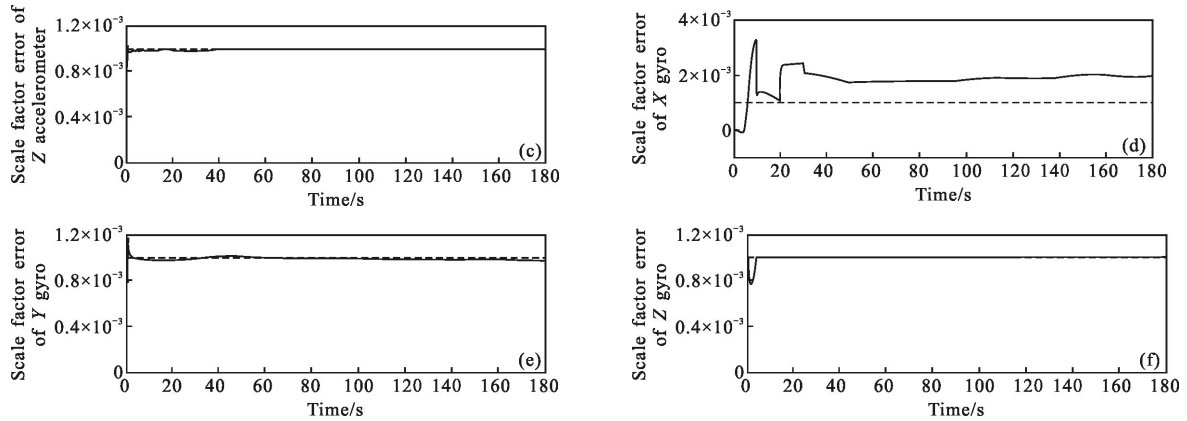 Scale factor error of
Z accelerometer
1.2×10⁻³
0.8×10⁻³
0.4×10⁻³
0
(c)
0 20 40 60 80 100 120 140 160 180
Time/s
Scale factor error
of X gyro
4×10⁻³
2×10⁻³
0
(d)
0 20 40 60 80 100 120 140 160 180
Time/s
Scale factor error
of Y gyro
1.2×10⁻³
0.8×10⁻³
0.4×10⁻³
0
(e)
0 20 40 60 80 100 120 140 160 180
Time/s
Scale factor error
of Z gyro
1.2×10⁻³
0.8×10⁻³
0.4×10⁻³
0
(f)
0 20 40 60 80 100 120 140 160 180
Time/s